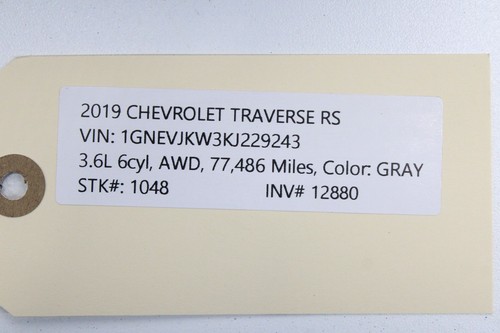 2019 CHEVROLET TRAVERSE RS
VIN: 1GNEVJKW3KJ229243
3.6L 6cyl, AWD, 77,486 Miles, Color: GRAY
STK#: 1048 INV# 12880